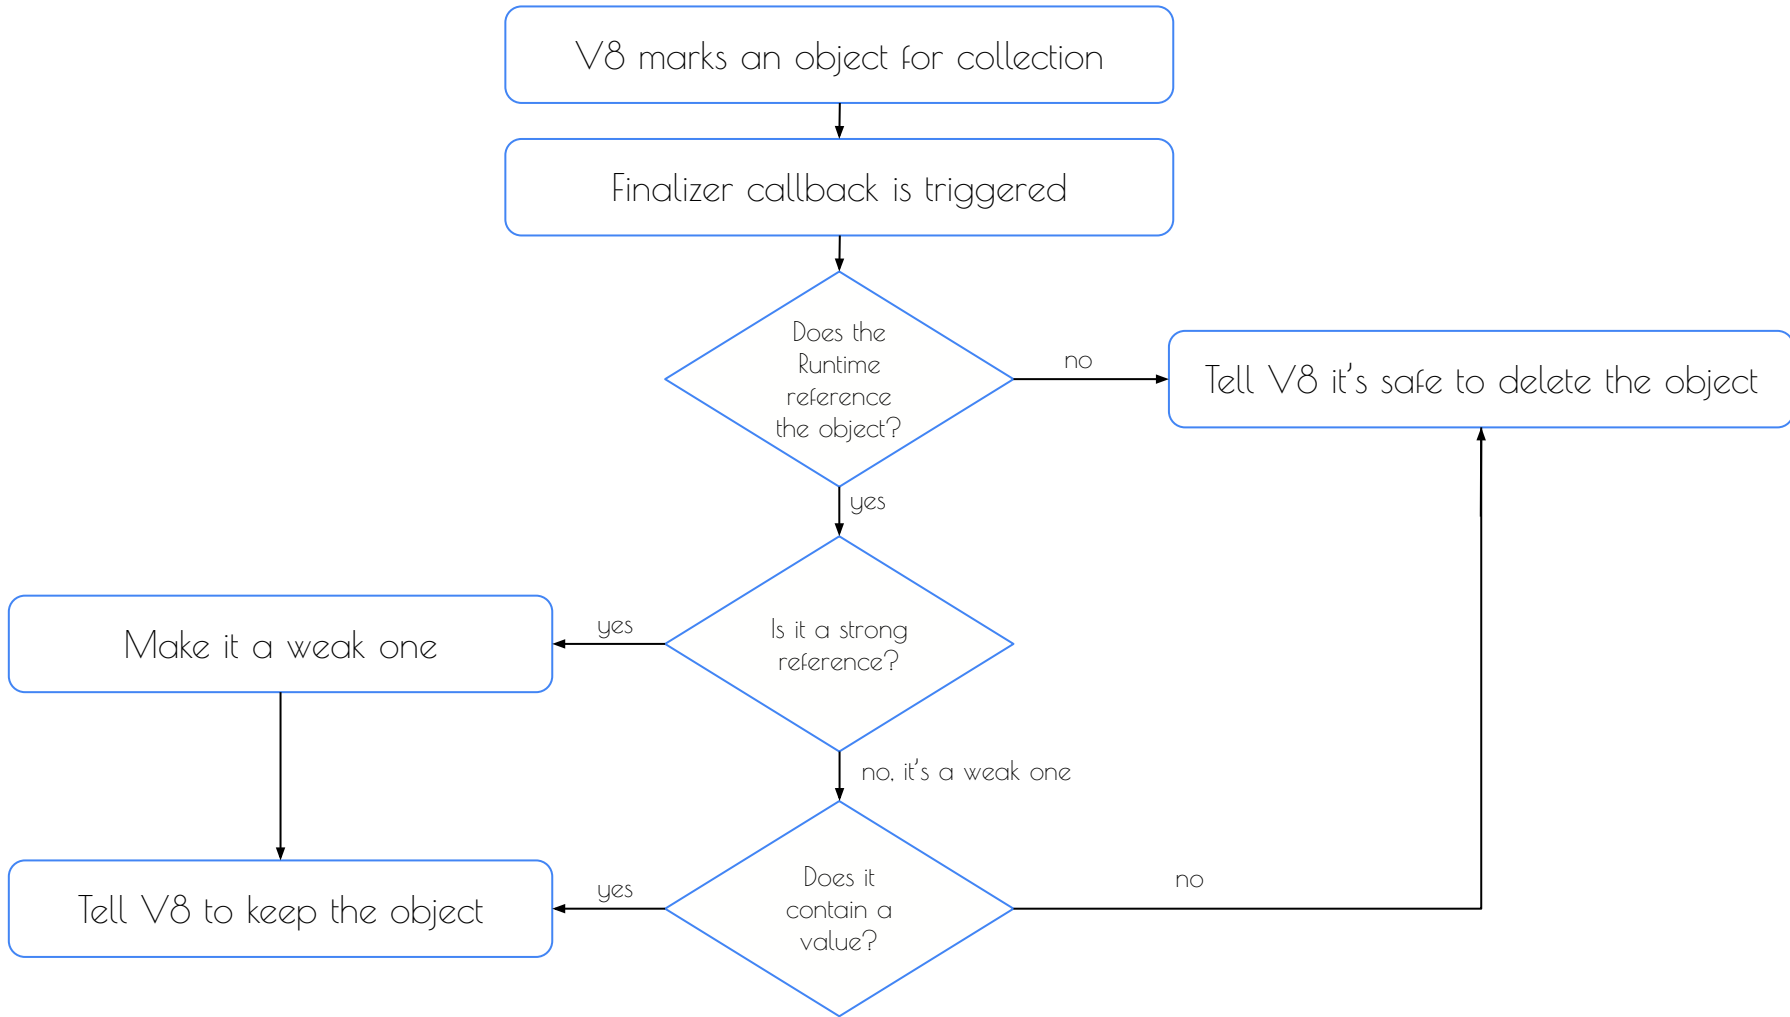 V8 marks an object for collection
Finalizer callback is triggered
Does the
Runtime
reference
the object?
no
Tell V8 it's safe to delete the object
yes
Is it a strong
reference?
yes
Make it a weak one
no, it's a weak one
Does it
contain a
value?
yes
Tell V8 to keep the object
no